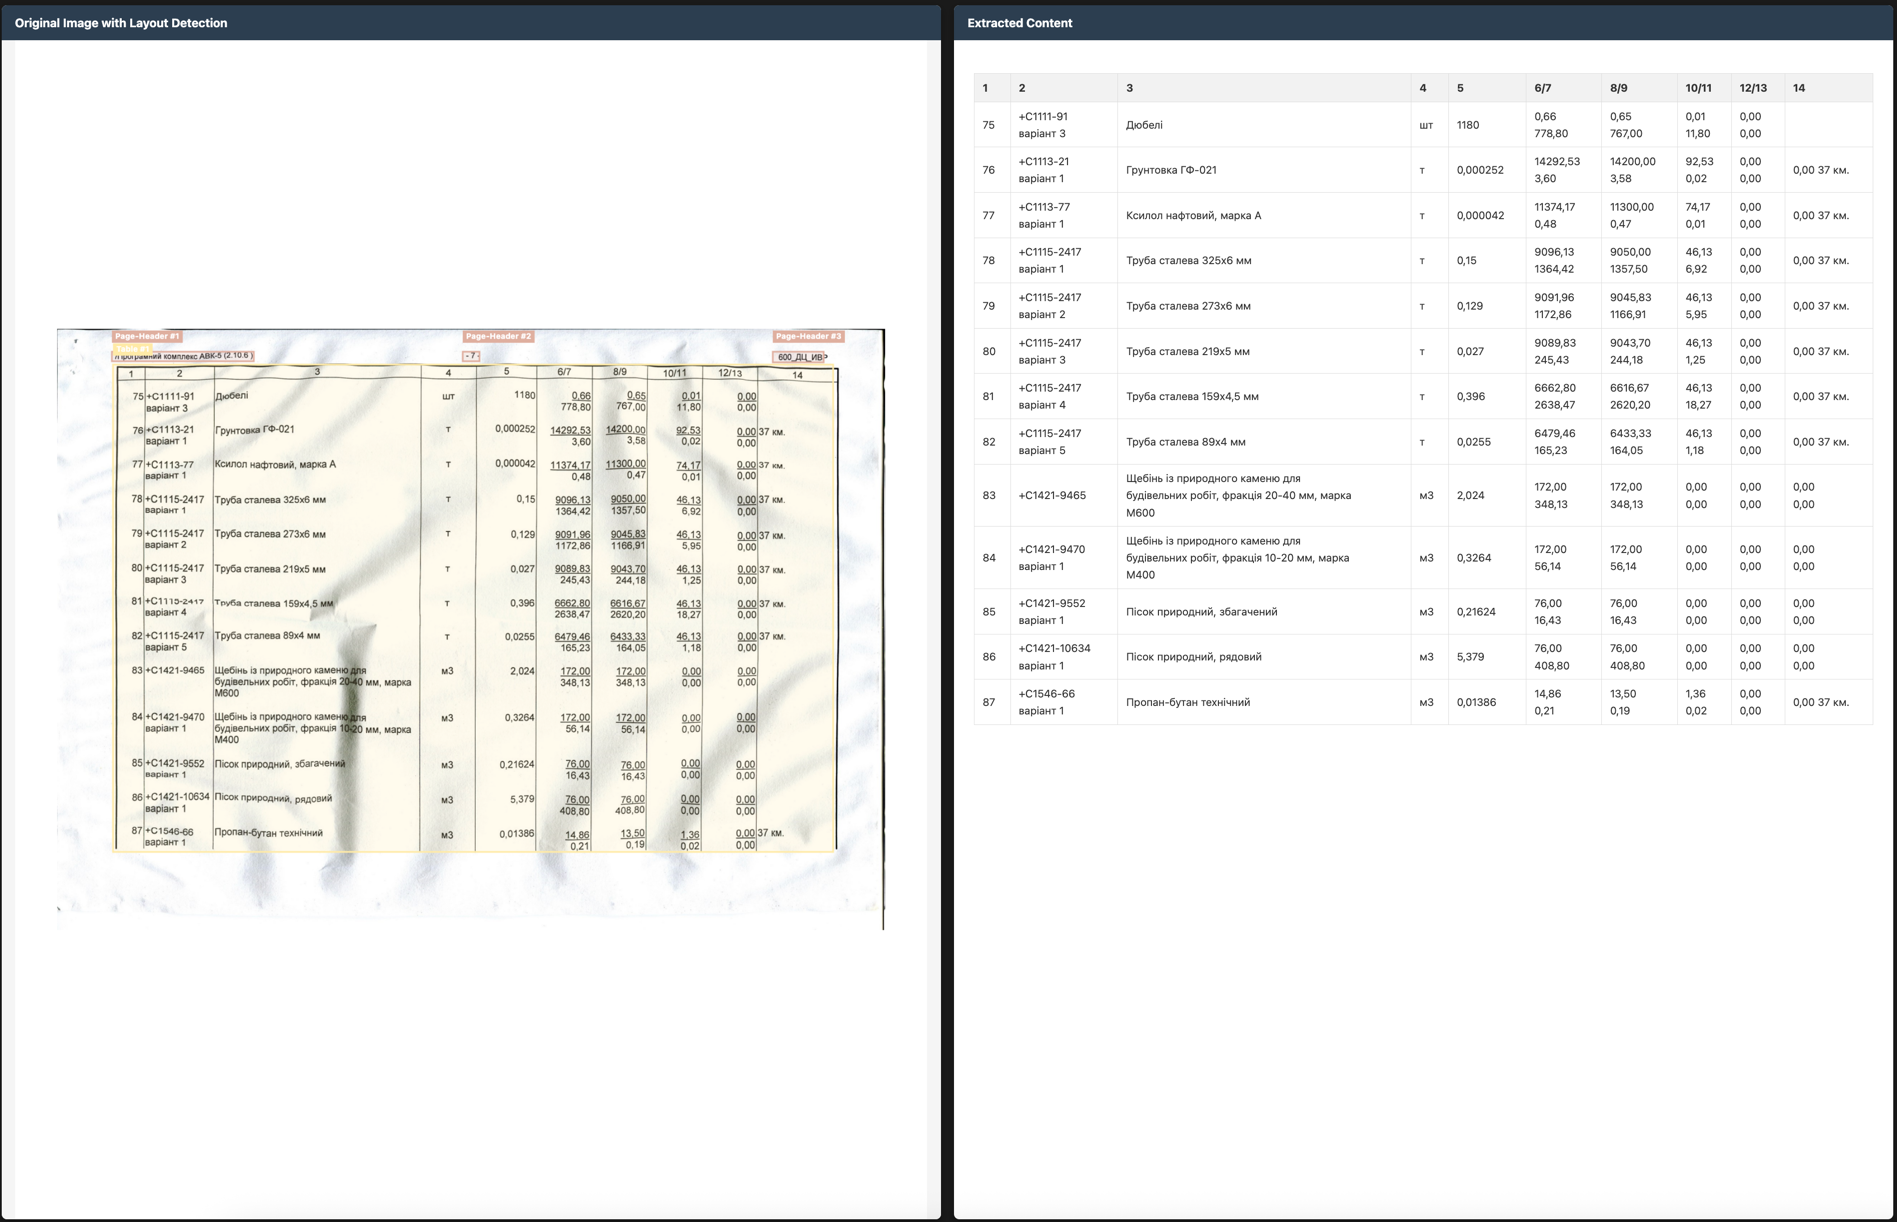 Original Image with Layout Detection
Page-Header #1
Page-Header #2
Page-Header #3
Table #1
Програмний комплекс АВК-5 (2.10.6 )
- 7 -
600_ДЦ_ИВ
1 2 3 4 5 6/7 8/9 10/11 12/13 14
75 +С1111-91 Дюбелі шт 1180 0,66 0,65 0,01 0,00
варіант 3 778,80 767,00 11,80 0,00
76 +С1113-21 Грунтовка ГФ-021 т 0,000252 14292,53 14200,00 92,53 0,00 37 км.
варіант 1 3,60 3,58 0,02 0,00
77 +С1113-77 Ксилол нафтовий, марка А т 0,000042 11374,17 11300,00 74,17 0,00 37 км.
варіант 1 0,48 0,47 0,01 0,00
78 +С1115-2417 Труба сталева 325х6 мм т 0,15 9096,13 9050,00 46,13 0,00 37 км.
варіант 1 1364,42 1357,50 6,92 0,00
79 +С1115-2417 Труба сталева 273х6 мм т 0,129 9091,96 9045,83 46,13 0,00 37 км.
варіант 2 1172,86 1166,91 5,95 0,00
80 +С1115-2417 Труба сталева 219х5 мм т 0,027 9089,83 9043,70 46,13 0,00 37 км.
варіант 3 245,43 244,18 1,25 0,00
81 +С1115-2417 Труба сталева 159х4,5 мм т 0,396 6662,80 6616,67 46,13 0,00 37 км.
варіант 4 2638,47 2620,20 18,27 0,00
82 +С1115-2417 Труба сталева 89х4 мм т 0,0255 6479,46 6433,33 46,13 0,00 37 км.
варіант 5 165,23 164,05 1,18 0,00
83 +С1421-9465 Щебінь із природного каменю для м3 2,024 172,00 172,00 0,00 0,00
будівельних робіт, фракція 20-40 мм, марка 348,13 348,13 0,00 0,00
М600
84 +С1421-9470 Щебінь із природного каменю для м3 0,3264 172,00 172,00 0,00 0,00
варіант 1 будівельних робіт, фракція 10-20 мм, марка 56,14 56,14 0,00 0,00
М400
85 +С1421-9552 Пісок природний, збагачений м3 0,21624 76,00 76,00 0,00 0,00
варіант 1 16,43 16,43 0,00 0,00
86 +С1421-10634 Пісок природний, рядовий м3 5,379 76,00 76,00 0,00 0,00
варіант 1 408,80 408,80 0,00 0,00
87 +С1546-66 Пропан-бутан технічний м3 0,01386 14,86 13,50 1,36 0,00 37 км.
варіант 1 0,21 0,19 0,02 0,00
Extracted Content
1 2 3 4 5 6/7 8/9 10/11 12/13 14
+С1111-91 0,66 0,65 0,01 0,00
75 Дюбелі шт 1180
варіант 3 778,80 767,00 11,80 0,00
+С1113-21 14292,53 14200,00 92,53 0,00
76 Грунтовка ГФ-021 т 0,000252 0,00 37 км.
варіант 1 3,60 3,58 0,02 0,00
+С1113-77 11374,17 11300,00 74,17 0,00
77 Ксилол нафтовий, марка А т 0,000042 0,00 37 км.
варіант 1 0,48 0,47 0,01 0,00
+С1115-2417 9096,13 9050,00 46,13 0,00
78 Труба сталева 325х6 мм т 0,15 0,00 37 км.
варіант 1 1364,42 1357,50 6,92 0,00
+С1115-2417 9091,96 9045,83 46,13 0,00
79 Труба сталева 273х6 мм т 0,129 0,00 37 км.
варіант 2 1172,86 1166,91 5,95 0,00
+С1115-2417 9089,83 9043,70 46,13 0,00
80 Труба сталева 219х5 мм т 0,027 0,00 37 км.
варіант 3 245,43 244,18 1,25 0,00
+С1115-2417 6662,80 6616,67 46,13 0,00
81 Труба сталева 159х4,5 мм т 0,396 0,00 37 км.
варіант 4 2638,47 2620,20 18,27 0,00
+С1115-2417 6479,46 6433,33 46,13 0,00
82 Труба сталева 89х4 мм т 0,0255 0,00 37 км.
варіант 5 165,23 164,05 1,18 0,00
Щебінь із природного каменю для 172,00 172,00 0,00 0,00 0,00
83 +С1421-9465 будівельних робіт, фракція 20-40 мм, марка м3 2,024
М600 348,13 348,13 0,00 0,00 0,00
+С1421-9470 Щебінь із природного каменю для 172,00 172,00 0,00 0,00 0,00
84 будівельних робіт, фракція 10-20 мм, марка м3 0,3264
варіант 1 М400 56,14 56,14 0,00 0,00 0,00
+С1421-9552 76,00 76,00 0,00 0,00 0,00
85 Пісок природний, збагачений м3 0,21624
варіант 1 16,43 16,43 0,00 0,00 0,00
+С1421-10634 76,00 76,00 0,00 0,00 0,00
86 Пісок природний, рядовий м3 5,379
варіант 1 408,80 408,80 0,00 0,00 0,00
+С1546-66 14,86 13,50 1,36 0,00
87 Пропан-бутан технічний м3 0,01386 0,00 37 км.
варіант 1 0,21 0,19 0,02 0,00